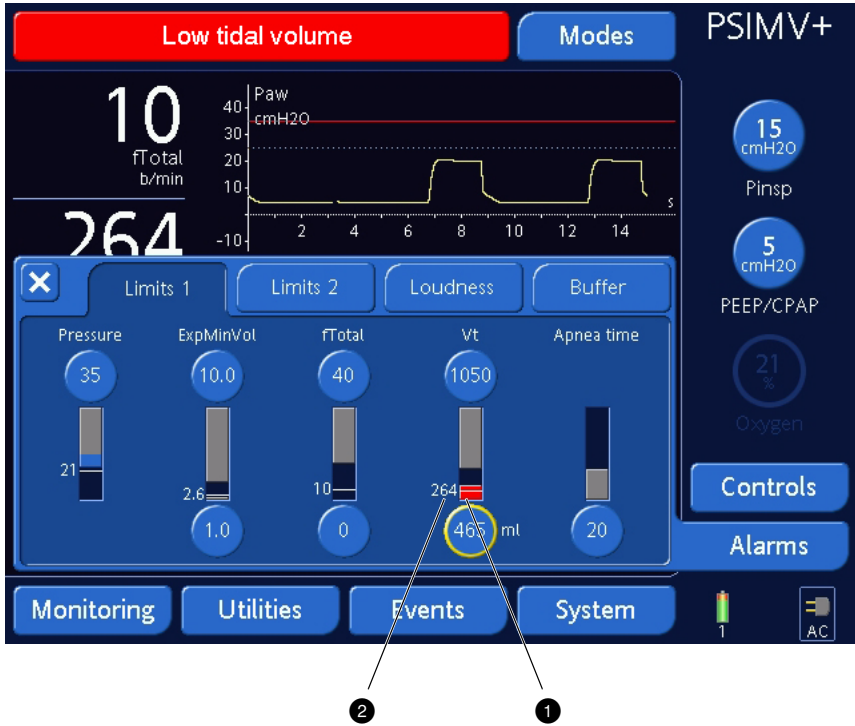 Low tidal volume
Modes
PSIMV+
10
fTotal
b/min
264
Paw
cmH2O
40
30
20
10
-10
2 4 6 8 10 12 14
s
15
cmH2O
Pinsp
5
cmH2O
PEEP/CPAP
21
%
Oxygen
Limits 1
Limits 2
Loudness
Buffer
Pressure
ExpMinVol
fTotal
Vt
Apnea time
35
10.0
40
1050
21
2.6
10
264
1.0
0
465 ml
20
Controls
Alarms
Monitoring
Utilities
Events
System
1
AC
2
1